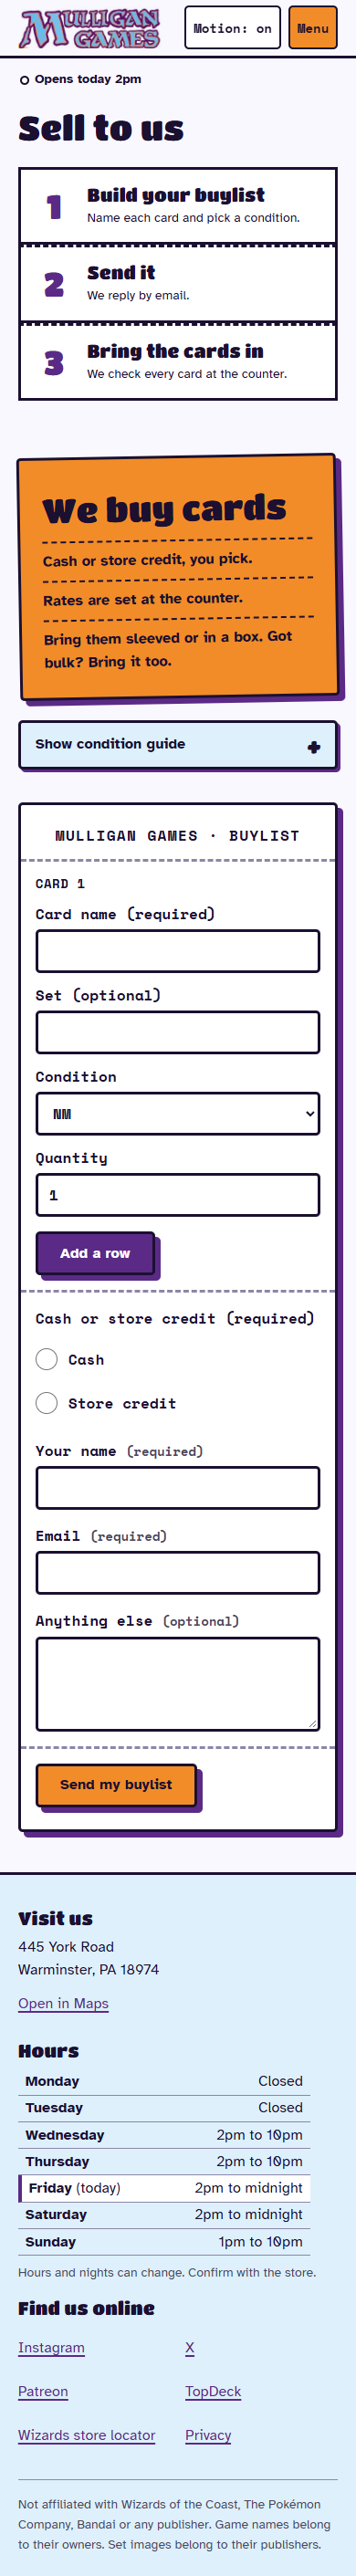 MULLIGAN
GAMES
Motion: on
Menu
Opens today 2pm
Sell to us
1
Build your buylist
Name each card and pick a condition.
2
Send it
We reply by email.
3
Bring the cards in
We check every card at the counter.
We buy cards
Cash or store credit, you pick.
Rates are set at the counter.
Bring them sleeved or in a box. Got
bulk? Bring it too.
Show condition guide
+
MULLIGAN GAMES · BUYLIST
CARD 1
Card name (required)
Set (optional)
Condition
NM
Quantity
1
Add a row
Cash or store credit (required)
Cash
Store credit
Your name (required)
Email (required)
Anything else (optional)
Send my buylist
Visit us
445 York Road
Warminster, PA 18974
Open in Maps
Hours
Monday Closed
Tuesday Closed
Wednesday 2pm to 10pm
Thursday 2pm to 10pm
Friday (today) 2pm to midnight
Saturday 2pm to midnight
Sunday 1pm to 10pm
Hours and nights can change. Confirm with the store.
Find us online
Instagram X
Patreon TopDeck
Wizards store locator Privacy
Not affiliated with Wizards of the Coast, The Pokémon
Company, Bandai or any publisher. Game names belong
to their owners. Set images belong to their publishers.